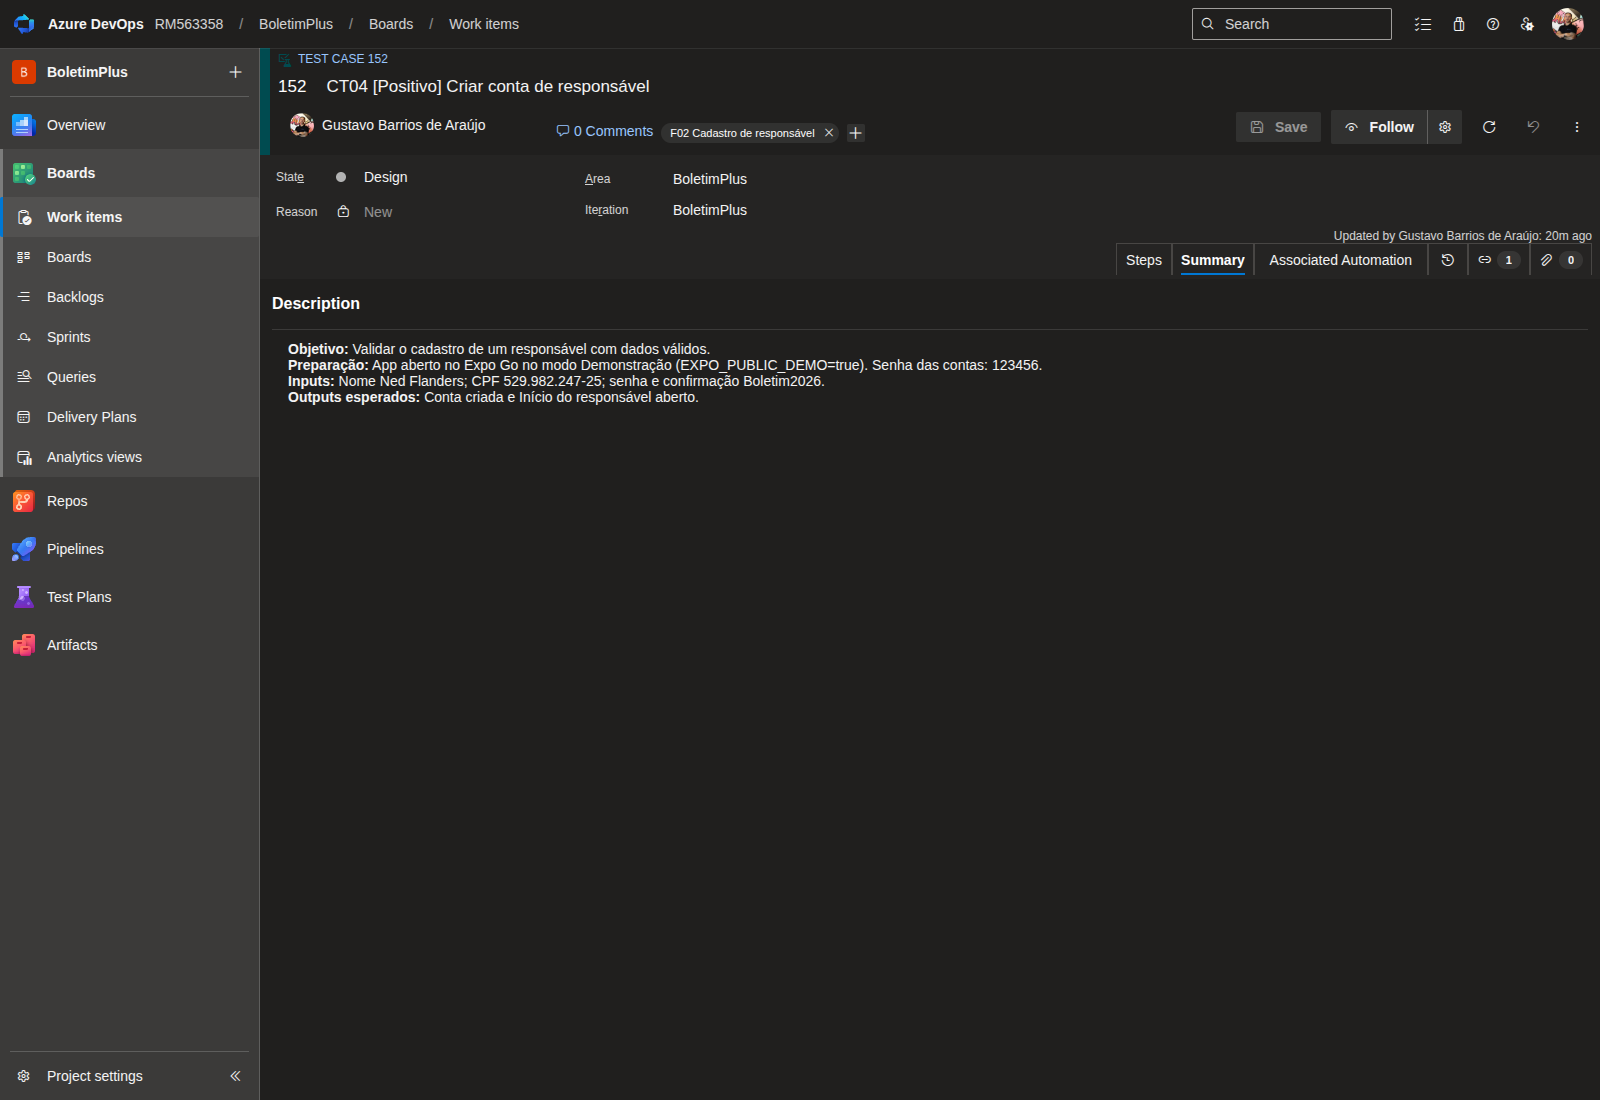 Azure DevOps RM563358 / BoletimPlus / Boards / Work items
Search
B BoletimPlus
Overview
Boards
Work items
Boards
Backlogs
Sprints
Queries
Delivery Plans
Analytics views
Repos
Pipelines
Test Plans
Artifacts
Project settings
TEST CASE 152
152 CT04 [Positivo] Criar conta de responsável
Gustavo Barrios de Araújo
0 Comments
F02 Cadastro de responsável
Save
Follow
State Design
Area BoletimPlus
Reason New
Iteration BoletimPlus
Updated by Gustavo Barrios de Araújo: 20m ago
Steps Summary Associated Automation 1 0
Description
Objetivo: Validar o cadastro de um responsável com dados válidos.
Preparação: App aberto no Expo Go no modo Demonstração (EXPO_PUBLIC_DEMO=true). Senha das contas: 123456.
Inputs: Nome Ned Flanders; CPF 529.982.247-25; senha e confirmação Boletim2026.
Outputs esperados: Conta criada e Início do responsável aberto.